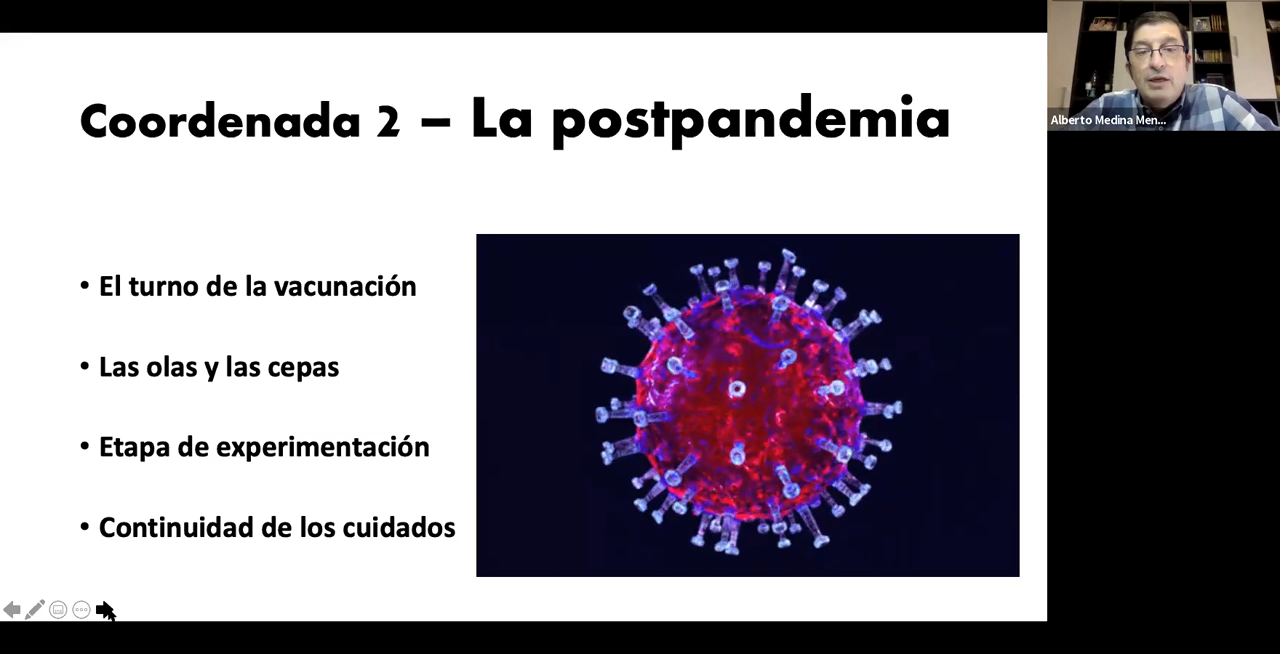 Coordenada 2 – La postpandemia
• El turno de la vacunación
• Las olas y las cepas
• Etapa de experimentación
• Continuidad de los cuidados
Alberto Medina Men...